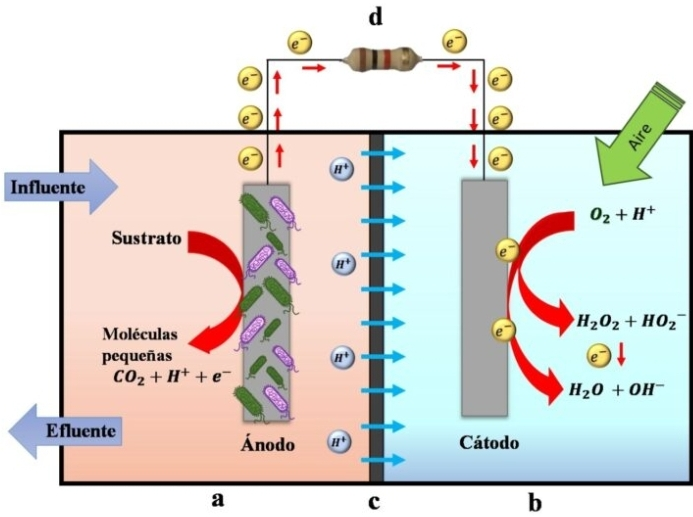 d
e⁻
e⁻
e⁻
e⁻
e⁻
e⁻
e⁻
e⁻
Aire
Influente
H⁺
Sustrato
O₂ + H⁺
e⁻
H⁺
Moléculas
pequeñas
CO₂ + H⁺ + e⁻
H₂O₂ + HO₂⁻
e⁻
e⁻
H⁺
H₂O + OH⁻
Efluente
Ánodo
H⁺
Cátodo
a
c
b